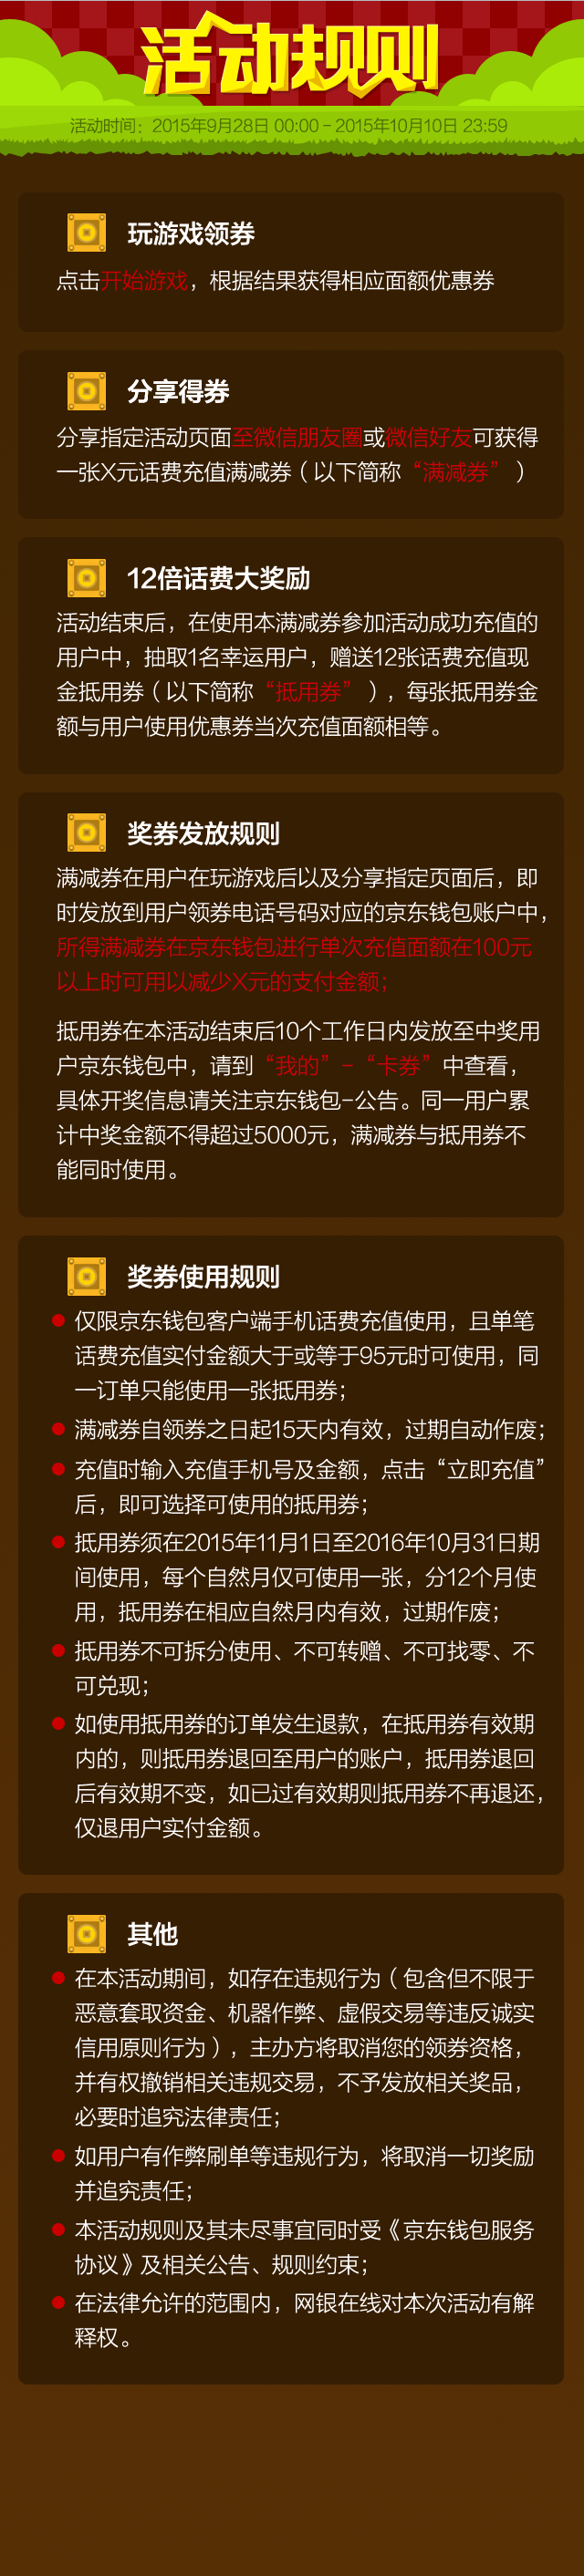 活动规则
活动时间：2015年9月28日 00:00－2015年10月10日 23:59
玩游戏领券
点击开始游戏，根据结果获得相应面额优惠券
分享得券
分享指定活动页面至微信朋友圈或微信好友可获得
一张X元话费充值满减券（以下简称“满减券”）
12倍话费大奖励
活动结束后，在使用本满减券参加活动成功充值的
用户中，抽取1名幸运用户，赠送12张话费充值现
金抵用券（以下简称“抵用券”），每张抵用券金
额与用户使用优惠券当次充值面额相等。
奖券发放规则
满减券在用户在玩游戏后以及分享指定页面后，即
时发放到用户领券电话号码对应的京东钱包账户中，
所得满减券在京东钱包进行单次充值面额在100元
以上时可用以减少X元的支付金额；
抵用券在本活动结束后10个工作日内发放至中奖用
户京东钱包中，请到“我的”-“卡券”中查看，
具体开奖信息请关注京东钱包-公告。同一用户累
计中奖金额不得超过5000元，满减券与抵用券不
能同时使用。
奖券使用规则
仅限京东钱包客户端手机话费充值使用，且单笔
话费充值实付金额大于或等于95元时可使用，同
一订单只能使用一张抵用券；
满减券自领券之日起15天内有效，过期自动作废；
充值时输入充值手机号及金额，点击“立即充值”
后，即可选择可使用的抵用券；
抵用券须在2015年11月1日至2016年10月31日期
间使用，每个自然月仅可使用一张，分12个月使
用，抵用券在相应自然月内有效，过期作废；
抵用券不可拆分使用、不可转赠、不可找零、不
可兑现；
如使用抵用券的订单发生退款，在抵用券有效期
内的，则抵用券退回至用户的账户，抵用券退回
后有效期不变，如已过有效期则抵用券不再退还，
仅退用户实付金额。
其他
在本活动期间，如存在违规行为（包含但不限于
恶意套取资金、机器作弊、虚假交易等违反诚实
信用原则行为），主办方将取消您的领券资格，
并有权撤销相关违规交易，不予发放相关奖品，
必要时追究法律责任；
如用户有作弊刷单等违规行为，将取消一切奖励
并追究责任；
本活动规则及其未尽事宜同时受《京东钱包服务
协议》及相关公告、规则约束；
在法律允许的范围内，网银在线对本次活动有解
释权。